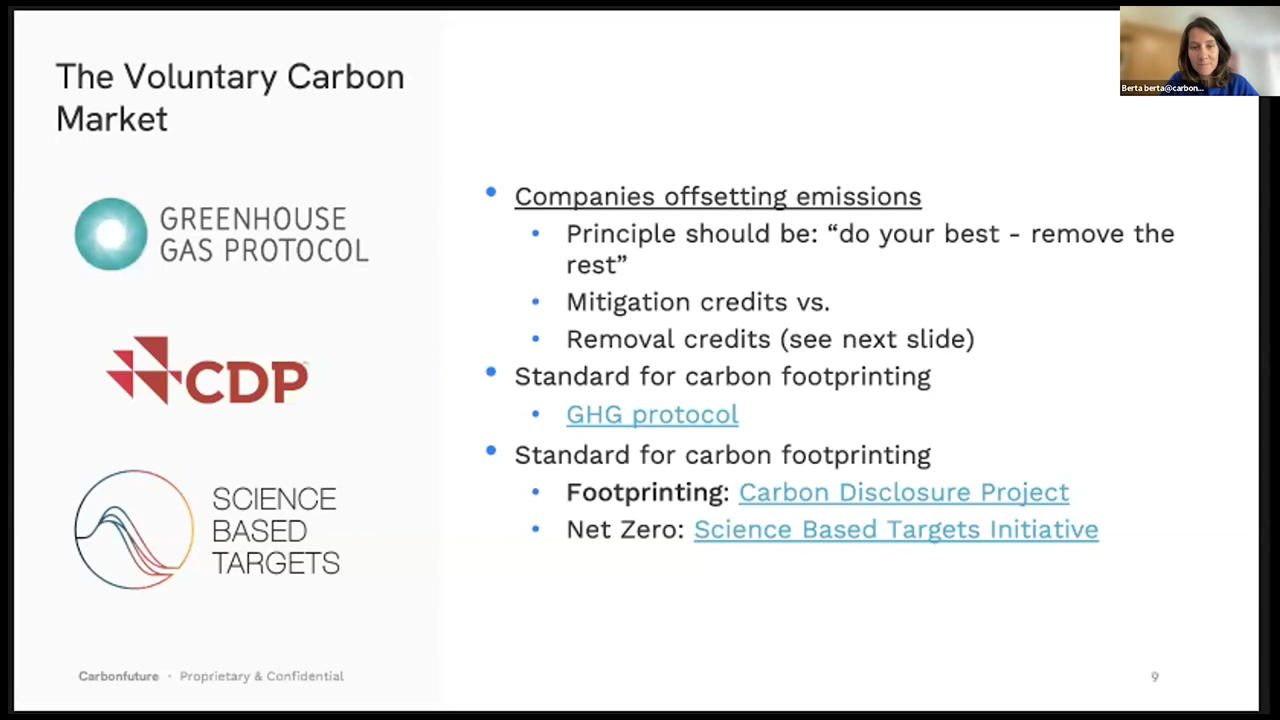 The Voluntary Carbon
Market
GREENHOUSE
GAS PROTOCOL
CDP
SCIENCE
BASED
TARGETS
Companies offsetting emissions
Principle should be: “do your best - remove the
rest”
Mitigation credits vs.
Removal credits (see next slide)
Standard for carbon footprinting
GHG protocol
Standard for carbon footprinting
Footprinting: Carbon Disclosure Project
Net Zero: Science Based Targets Initiative
Carbonfuture · Proprietary & Confidential
9
Berta berta@carbon...